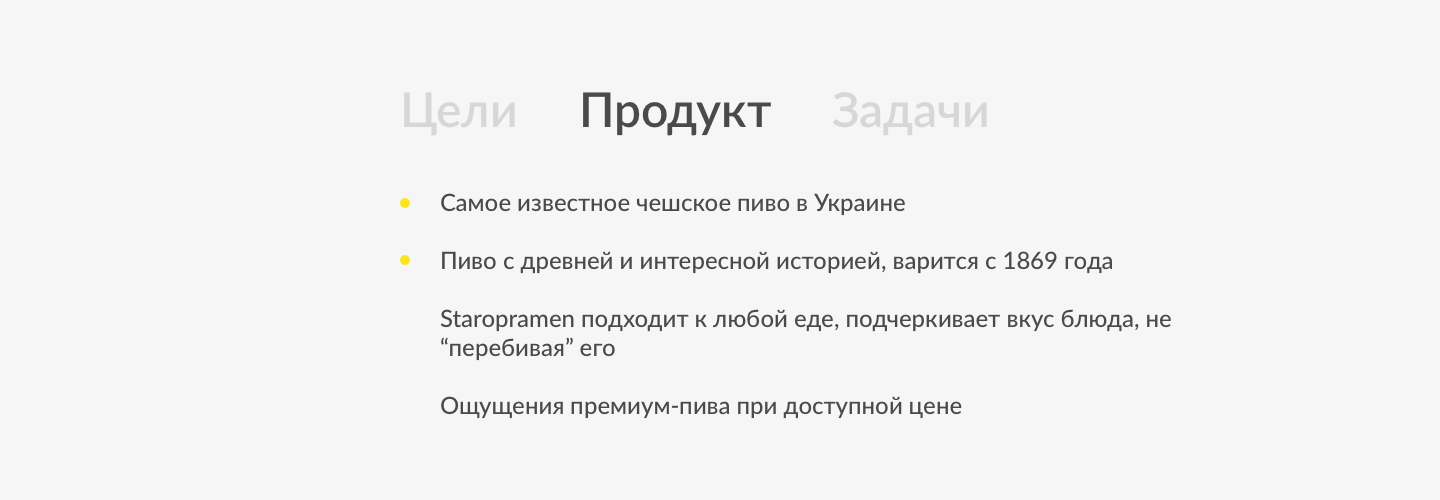 Цели Продукт Задачи
Самое известное чешское пиво в Украине
Пиво с древней и интересной историей, варится с 1869 года
Staropramen подходит к любой еде, подчеркивает вкус блюда, не
“перебивая” его
Ощущения премиум-пива при доступной цене